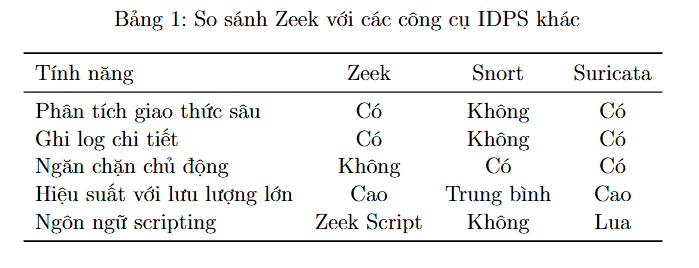 Bảng 1: So sánh Zeek với các công cụ IDPS khác
Tính năng Zeek Snort Suricata
Phân tích giao thức sâu Có Không Có
Ghi log chi tiết Có Không Có
Ngăn chặn chủ động Không Có Có
Hiệu suất với lưu lượng lớn Cao Trung bình Cao
Ngôn ngữ scripting Zeek Script Không Lua